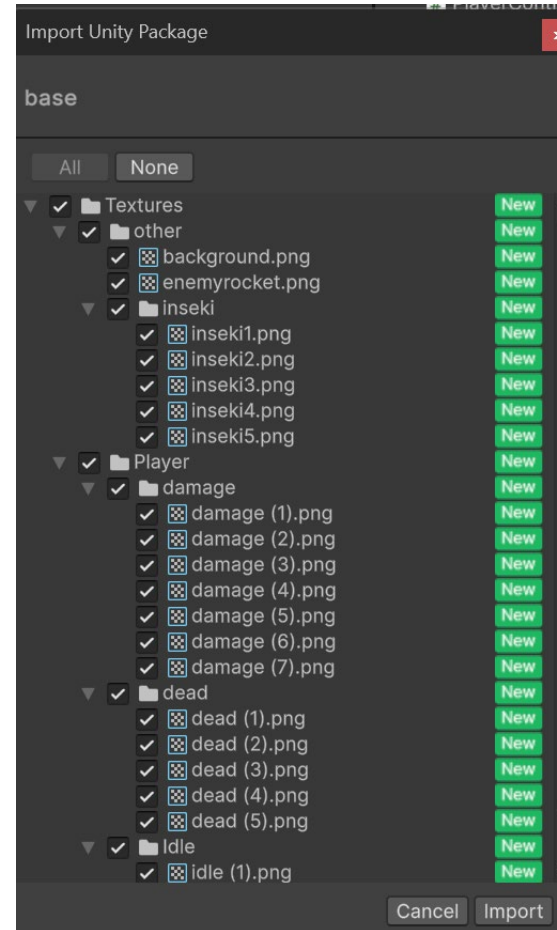 Import Unity Package
base
All None
Textures New
other New
background.png New
enemyrocket.png New
inseki New
inseki1.png New
inseki2.png New
inseki3.png New
inseki4.png New
inseki5.png New
Player New
damage New
damage (1).png New
damage (2).png New
damage (3).png New
damage (4).png New
damage (5).png New
damage (6).png New
damage (7).png New
dead New
dead (1).png New
dead (2).png New
dead (3).png New
dead (4).png New
dead (5).png New
Idle New
idle (1).png New
Cancel Import